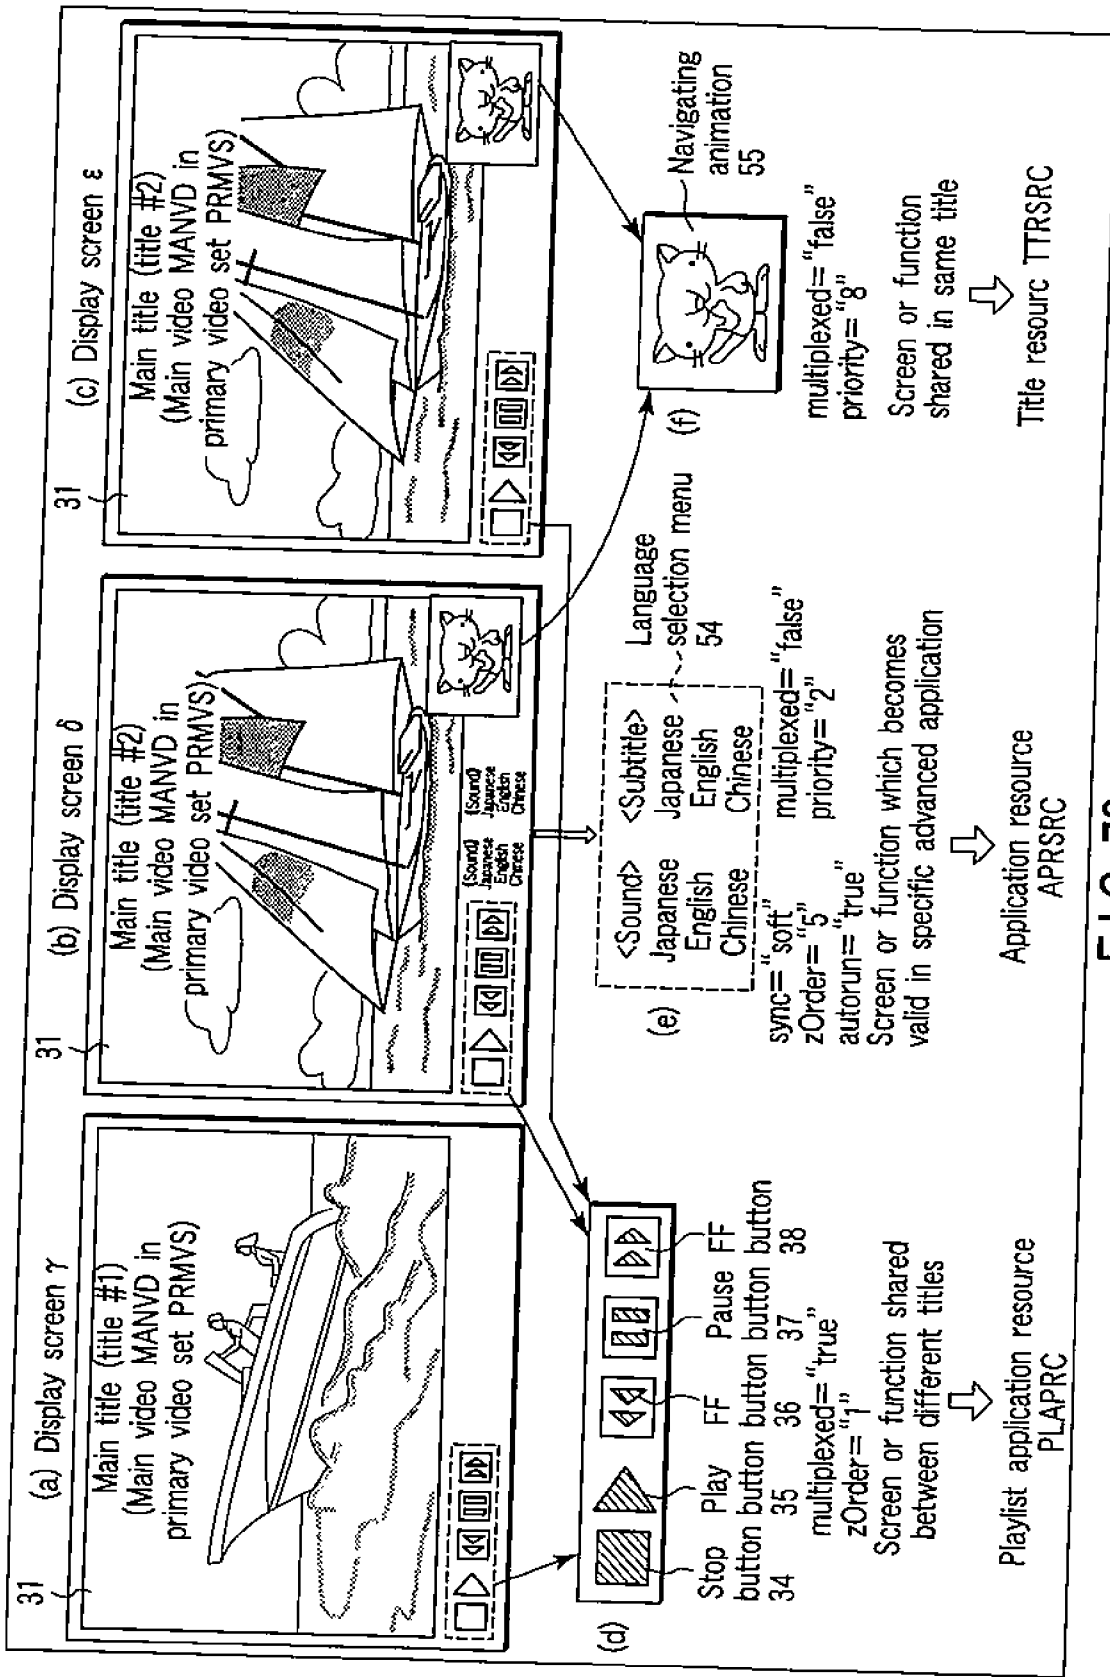 (a) Display screen γ
31
Main title (title #1)
(Main video MANVD in
primary video set PRMVS)
(b) Display screen δ
31
Main title (title #2)
(Main video MANVD in
primary video set PRMVS)
(Sound)
Japanese
English
Chinese
(Sound)
Japanese
English
Chinese
(c) Display screen ε
31
Main title (title #2)
(Main video MANVD in
primary video set PRMVS)
(d)
Stop
button
34
Play
button
35
FF
button
36
Pause
button
37
FF
button
38
multiplexed=“true”
zOrder=“1”
Screen or function shared
between different titles
Playlist application resource
PLAPRC
(e)
<Sound>
Japanese
English
Chinese
<Subtitle>
Japanese
English
Chinese
Language
selection menu
54
sync=“soft”
zOrder=“5”
autorun=“true”
multiplexed=“false”
priority=“2”
Screen or function which becomes
valid in specific advanced application
Application resource
APRSRC
(f)
Navigating
animation
55
multiplexed=“false”
priority=“8”
Screen or function
shared in same title
Title resourc TTRSRC